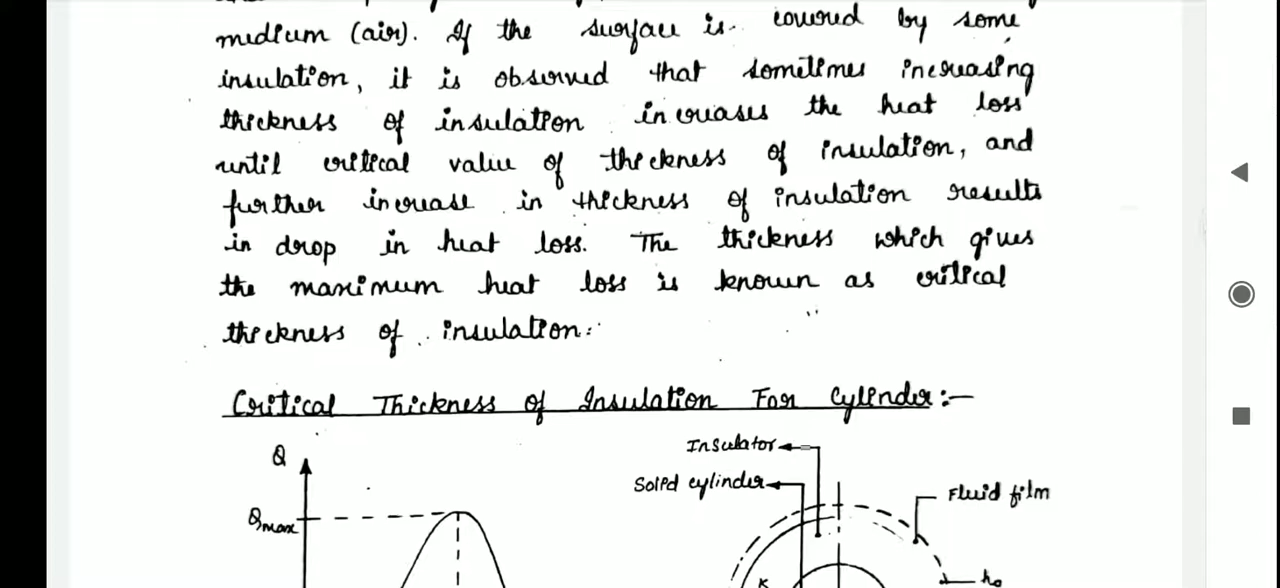 medium (air). If the surface is covered by some
insulation, it is observed that sometimes increasing
thickness of insulation increases the heat loss
until critical value of thickness of insulation, and
further increase in thickness of insulation results
in drop in heat loss. The thickness which gives
the maximum heat loss is known as critical
thickness of insulation:
Critical Thickness of Insulation For Cylinder:-
Q
Insulator
Solid cylinder
Fluid film
Qmax
K
ho